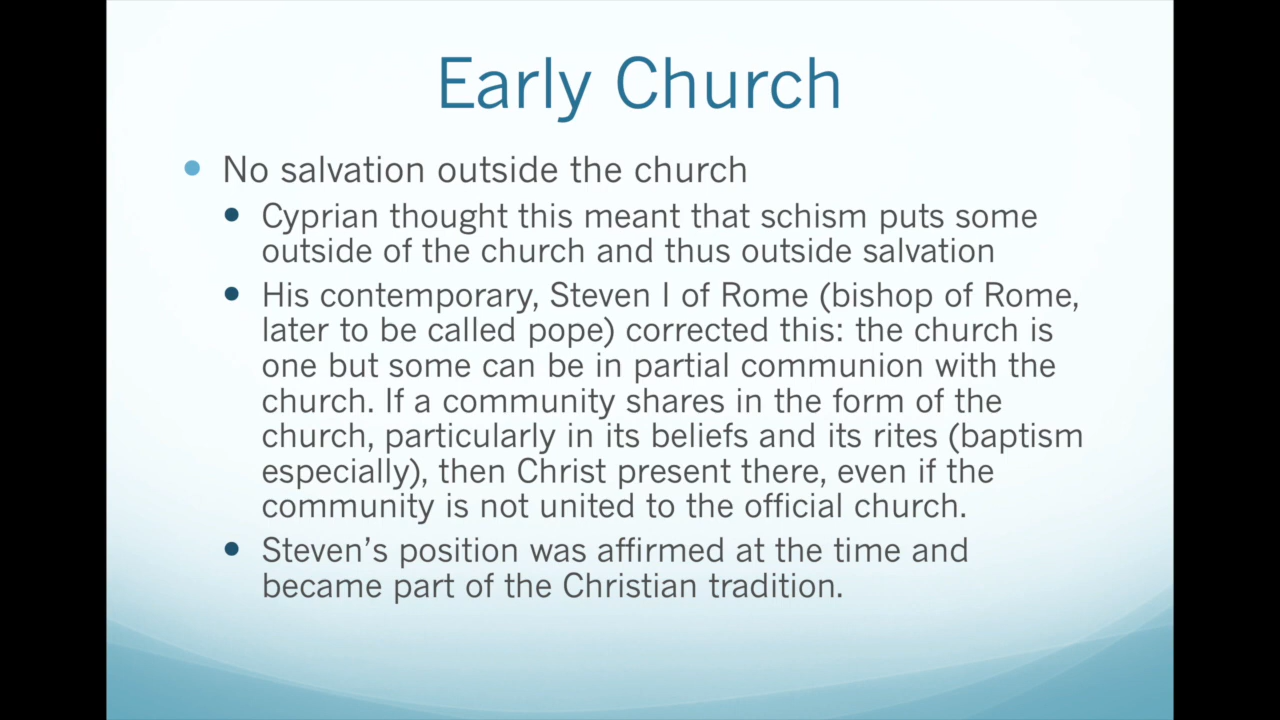 Early Church
No salvation outside the church
Cyprian thought this meant that schism puts some
outside of the church and thus outside salvation
His contemporary, Steven I of Rome (bishop of Rome,
later to be called pope) corrected this: the church is
one but some can be in partial communion with the
church. If a community shares in the form of the
church, particularly in its beliefs and its rites (baptism
especially), then Christ present there, even if the
community is not united to the official church.
Steven’s position was affirmed at the time and
became part of the Christian tradition.